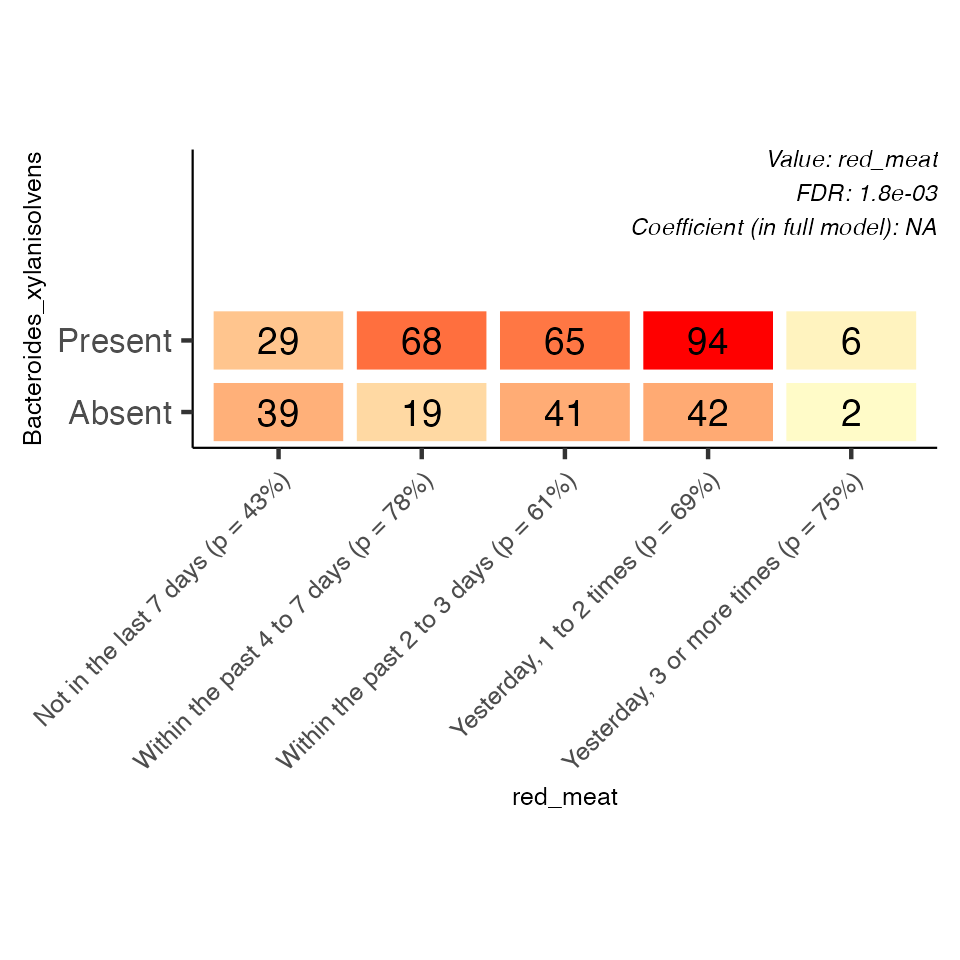 Value: red_meat
FDR: 1.8e-03
Coefficient (in full model): NA
Bacteroides_xylanisolvens
Present 29 68 65 94 6
Absent 39 19 41 42 2
Not in the last 7 days (p = 43%)
Within the past 4 to 7 days (p = 78%)
Within the past 2 to 3 days (p = 61%)
Yesterday, 1 to 2 times (p = 69%)
Yesterday, 3 or more times (p = 75%)
red_meat